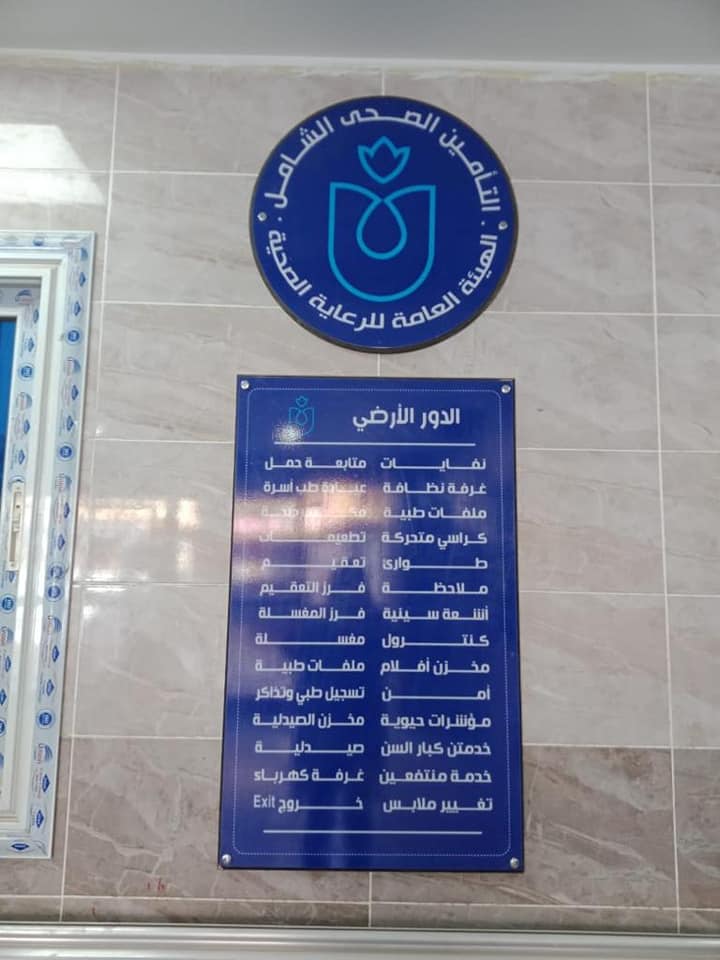 التأمين الصحى الشامل
الهيئة العامة للرعاية الصحية
الدور الأرضي
نفايات متابعة حمل
غرفة نظافة عيادة طب أسرة
ملفات طبية مكتب صحة
كراسي متحركة تطعيمات
طوارئ تعقيم
ملاحظة فرز التعقيم
أشعة سينية فرز المغسلة
كنترول مغسلة
مخزن أفلام ملفات طبية
أمن تسجيل طبي وتذاكر
مؤشرات حيوية مخزن الصيدلية
خدمتن كبار السن صيدلية
خدمة منتفعين غرفة كهرباء
تغيير ملابس خروج Exit